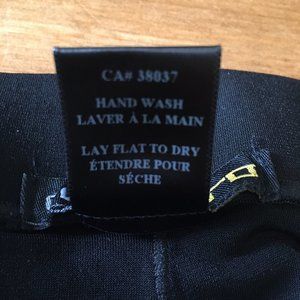 CA# 38037
HAND WASH
LAVER À LA MAIN
LAY FLAT TO DRY
ÉTENDRE POUR
SÉCHE